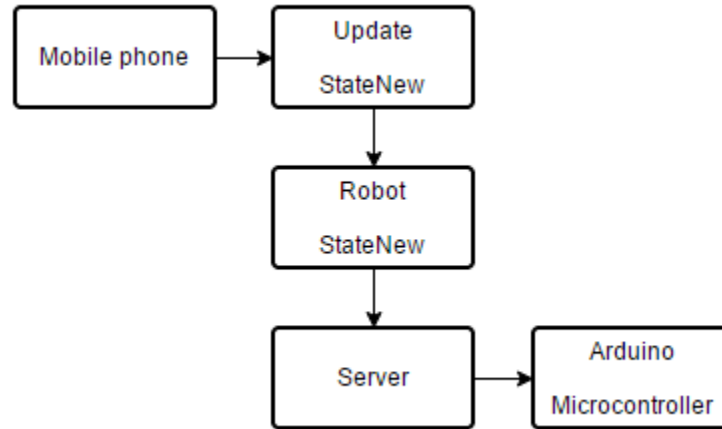 Mobile phone
Update
StateNew
Robot
StateNew
Server
Arduino
Microcontroller